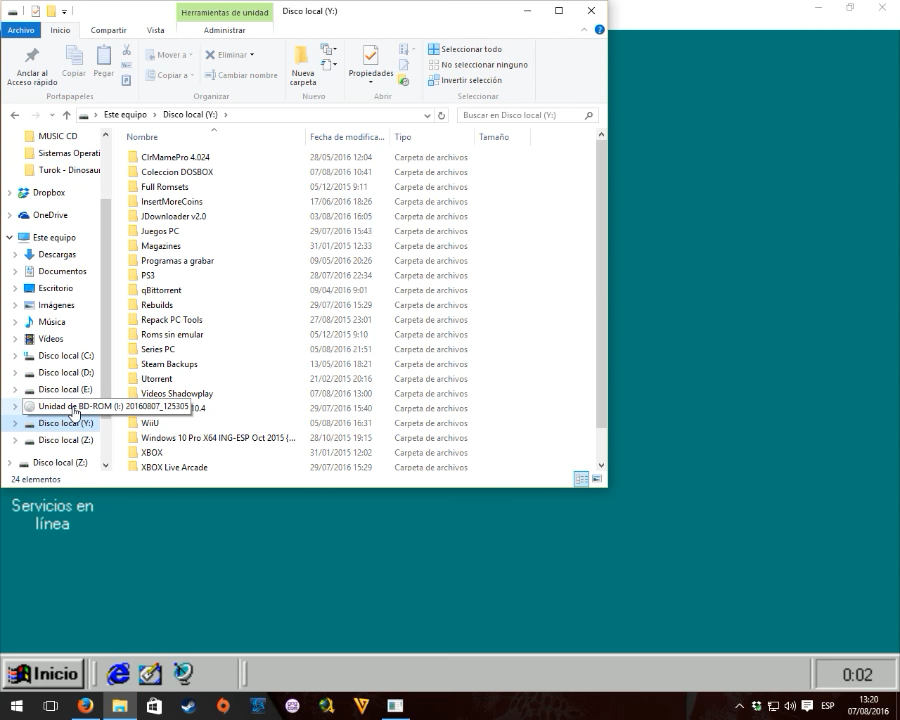 Herramientas de unidad
Disco local (Y:)
Archivo
Inicio
Compartir
Vista
Administrar
Anclar al
Acceso rápido
Copiar
Pegar
Mover a
Copiar a
Eliminar
Cambiar nombre
Nueva
carpeta
Propiedades
Seleccionar todo
No seleccionar ninguno
Invertir selección
Portapapeles
Organizar
Nuevo
Abrir
Seleccionar
Este equipo
Disco local (Y:)
Buscar en Disco local (Y:)
Nombre
Fecha de modifica...
Tipo
Tamaño
MUSIC CD
Sistemas Operati
Turok - Dinosau
Dropbox
OneDrive
Este equipo
Descargas
Documentos
Escritorio
Imágenes
Música
Vídeos
Disco local (C:)
Disco local (D:)
Disco local (E:)
Unidad de BD-ROM (I:) 20160807_125305
Disco local (Y:)
Disco local (Z:)
Disco local (Z:)
ClrMamePro 4.024 28/05/2016 12:04 Carpeta de archivos
Coleccion DOSBOX 07/08/2016 10:41 Carpeta de archivos
Full Romsets 05/12/2015 9:11 Carpeta de archivos
InsertMoreCoins 17/06/2016 18:26 Carpeta de archivos
JDownloader v2.0 03/08/2016 16:05 Carpeta de archivos
Juegos PC 29/07/2016 15:43 Carpeta de archivos
Magazines 31/01/2015 12:33 Carpeta de archivos
Programas a grabar 09/05/2016 20:26 Carpeta de archivos
PS3 28/07/2016 22:34 Carpeta de archivos
qBittorrent 09/04/2016 9:01 Carpeta de archivos
Rebuilds 29/07/2016 15:29 Carpeta de archivos
Repack PC Tools 27/08/2015 23:01 Carpeta de archivos
Roms sin emular 05/12/2015 9:10 Carpeta de archivos
Series PC 05/08/2016 21:51 Carpeta de archivos
Steam Backups 13/05/2016 18:21 Carpeta de archivos
Utorrent 21/02/2015 20:16 Carpeta de archivos
Videos Shadowplay 07/08/2016 13:00 Carpeta de archivos
10.4 29/07/2016 15:40 Carpeta de archivos
WiiU 05/08/2016 16:31 Carpeta de archivos
Windows 10 Pro X64 ING-ESP Oct 2015 {... 28/10/2015 19:15 Carpeta de archivos
XBOX 31/01/2015 12:02 Carpeta de archivos
XBOX Live Arcade 29/07/2016 15:29 Carpeta de archivos
24 elementos
Servicios en
línea
Inicio
0:02
ESP
13:20
07/08/2016